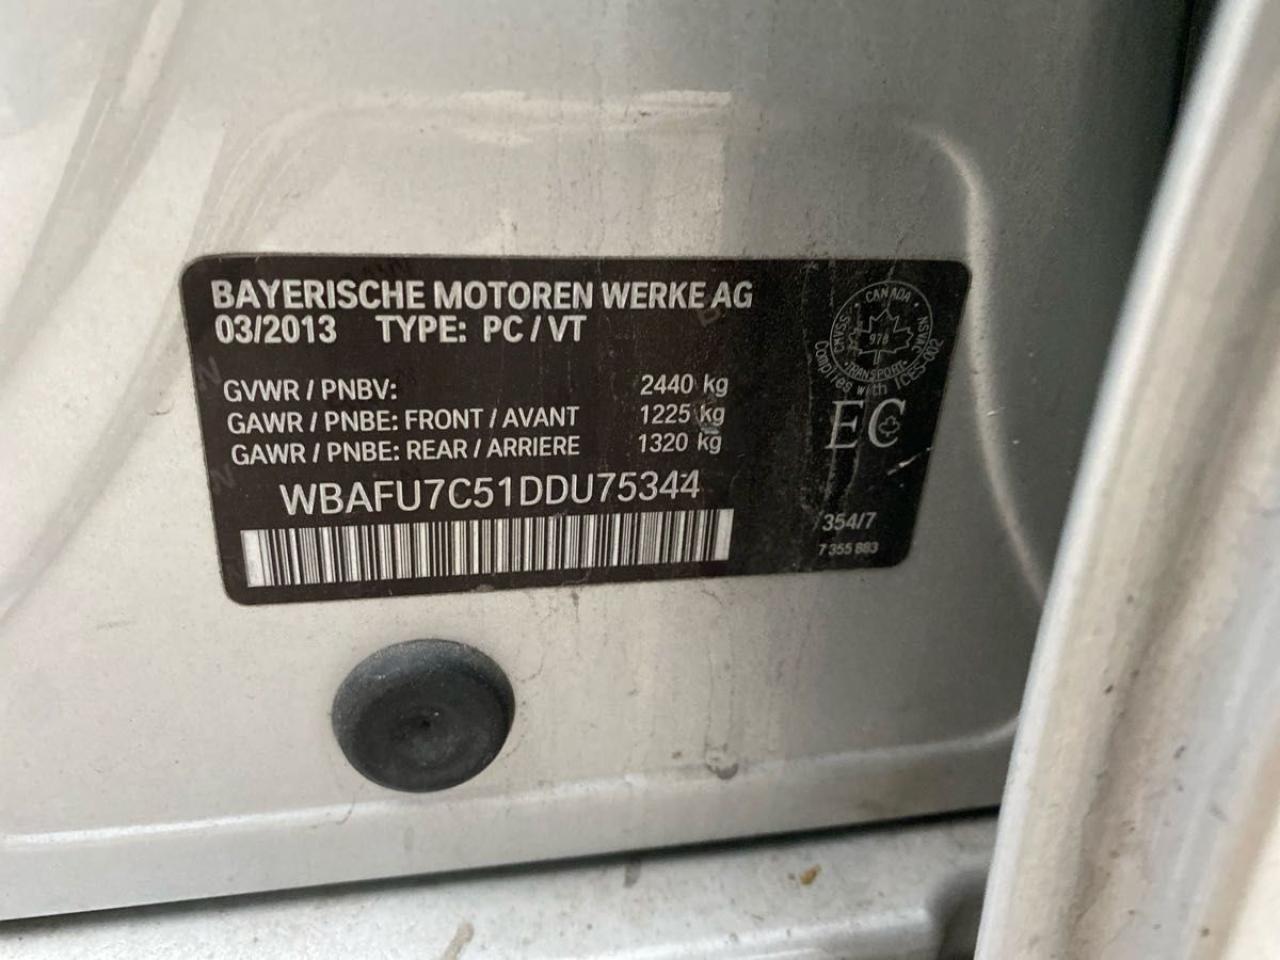 BAYERISCHE MOTOREN WERKE AG
03/2013 TYPE: PC / VT
GVWR / PNBV: 2440 kg
GAWR / PNBE: FRONT / AVANT 1225 kg
GAWR / PNBE: REAR / ARRIERE 1320 kg
WBAFU7C51DDU75344
CANADA
CMVSS
NSVAC
978
TRANSPORT
Complies with ICES-002
EC
354/7
7 355 883